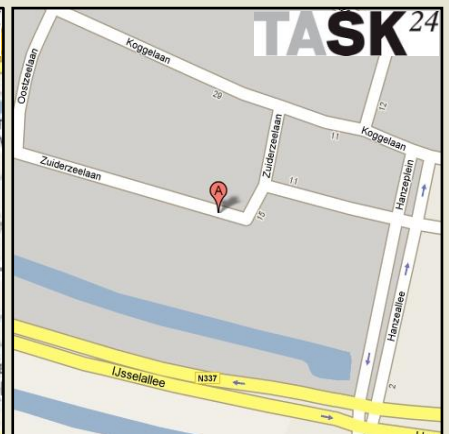 TASK24
Koggelaan
Oostzeelaan
29
12
11
Koggelaan
Zuiderzeelaan
Zuiderzeelaan
Hanzeplein
A
11
15
Hanzeallee
N337
IJsselallee
2